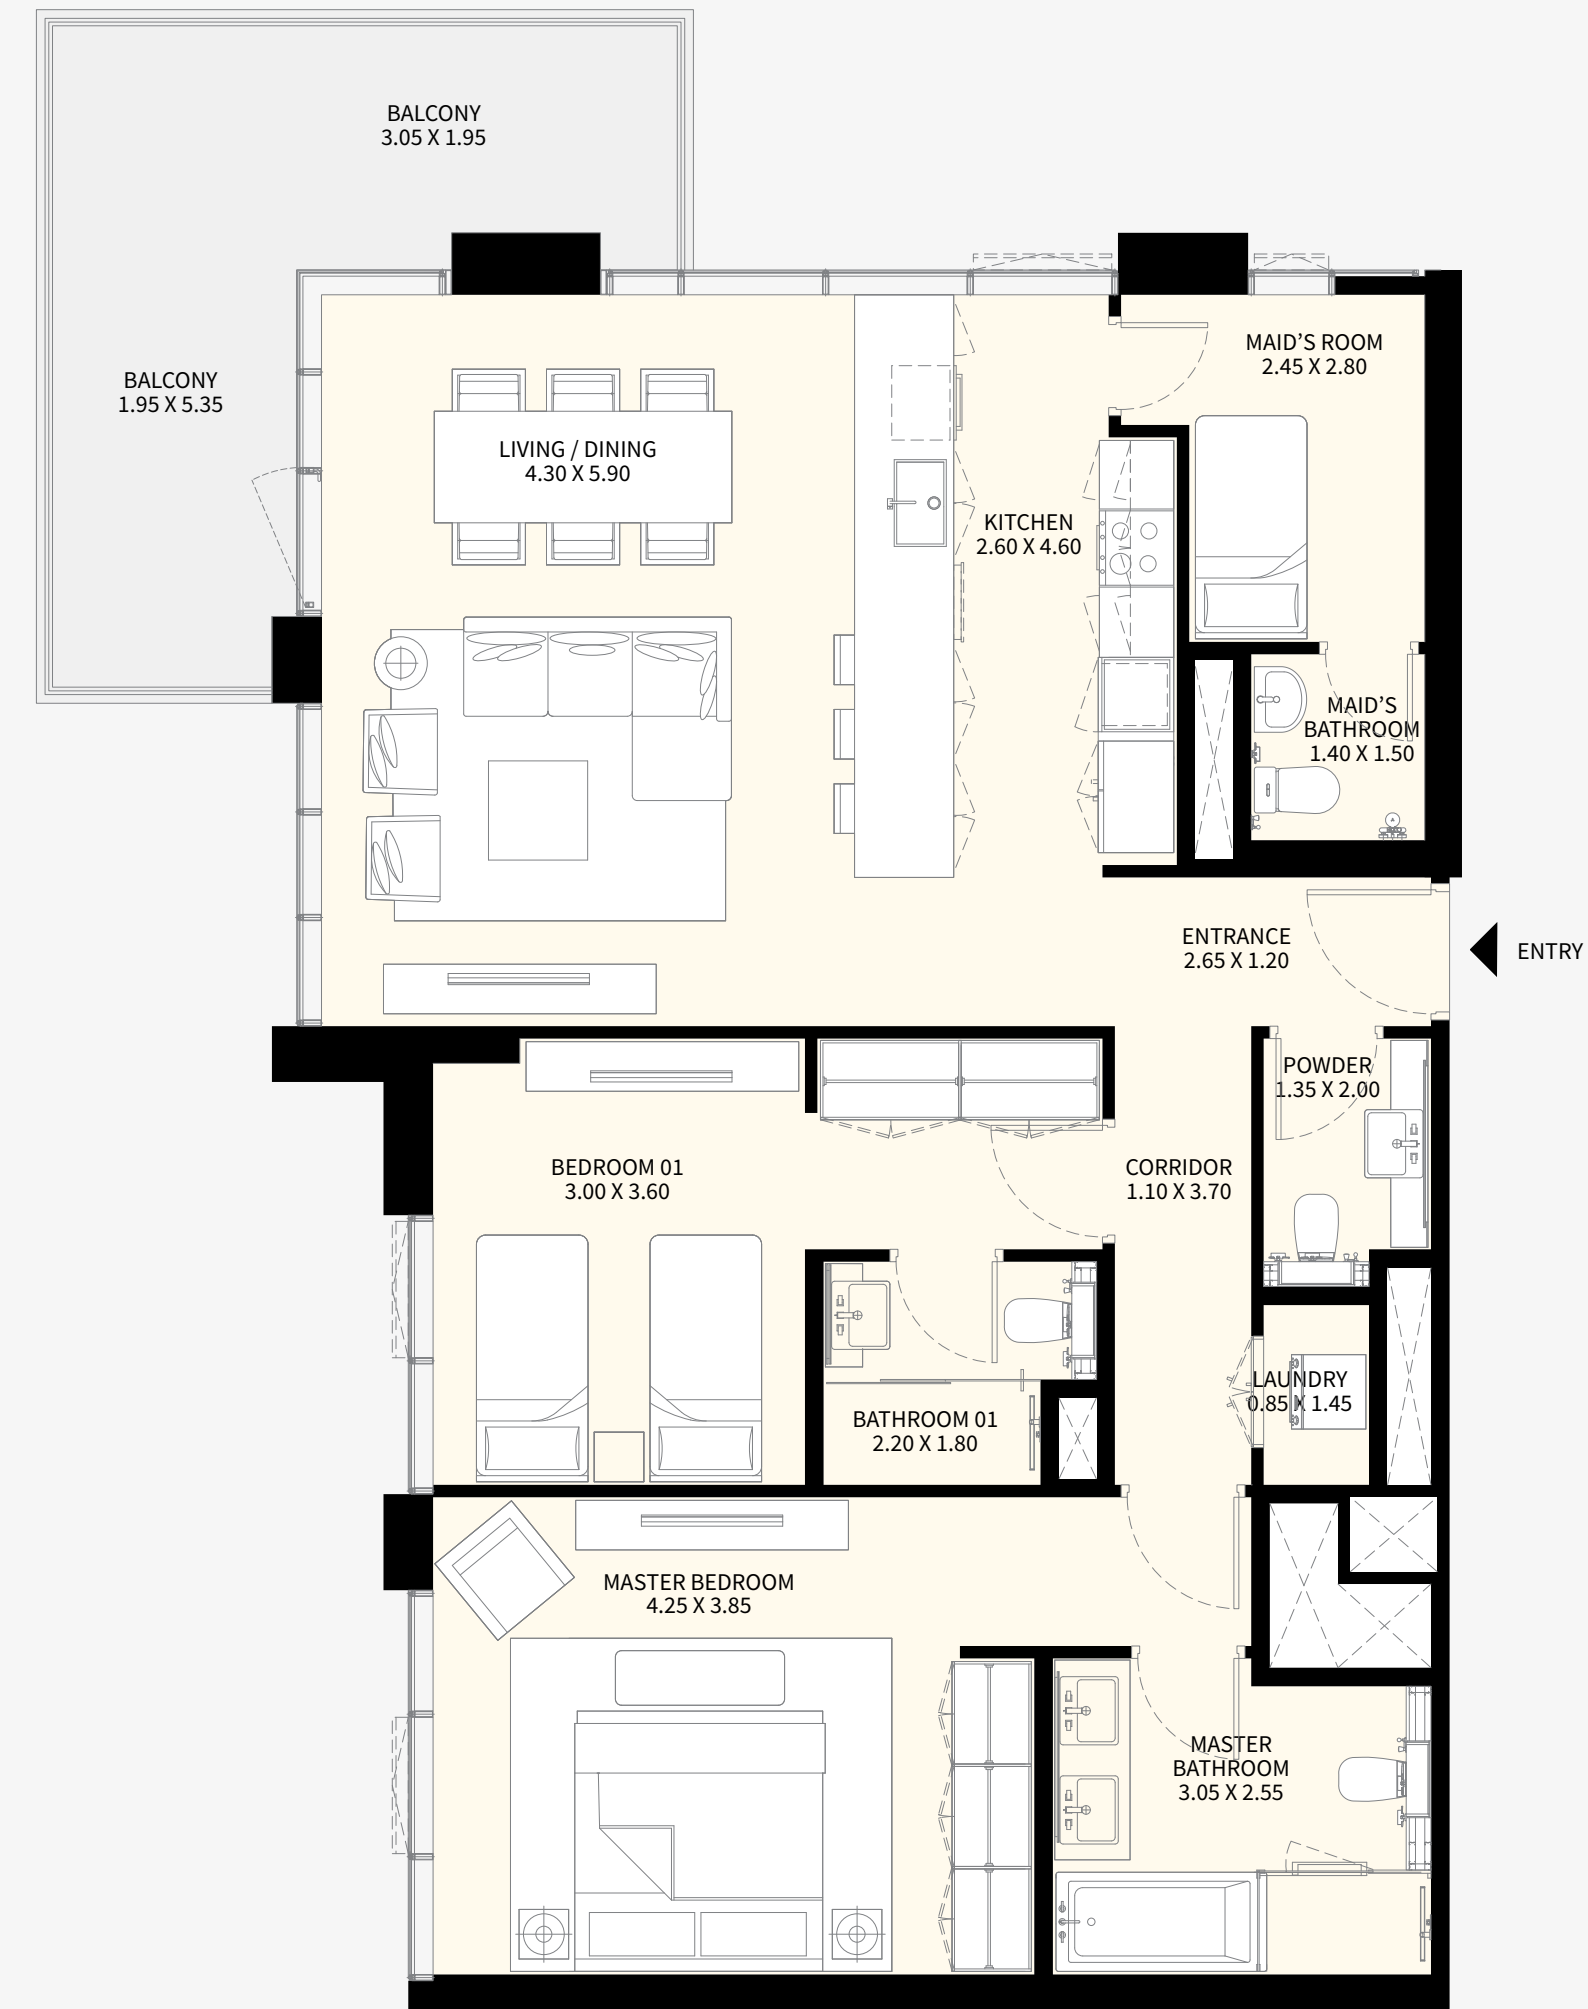 BALCONY
3.05 X 1.95
MAID’S ROOM
2.45 X 2.80
BALCONY
1.95 X 5.35
LIVING / DINING
4.30 X 5.90
KITCHEN
2.60 X 4.60
MAID’S
BATHROOM
1.40 X 1.50
ENTRANCE
2.65 X 1.20
ENTRY
POWDER
1.35 X 2.00
BEDROOM 01
3.00 X 3.60
CORRIDOR
1.10 X 3.70
LAUNDRY
0.85 X 1.45
BATHROOM 01
2.20 X 1.80
MASTER BEDROOM
4.25 X 3.85
MASTER
BATHROOM
3.05 X 2.55